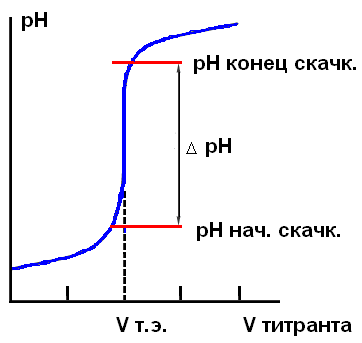 pH
pH конец скачк.
△ pH
pH нач. скачк.
V т.э.
V титранта